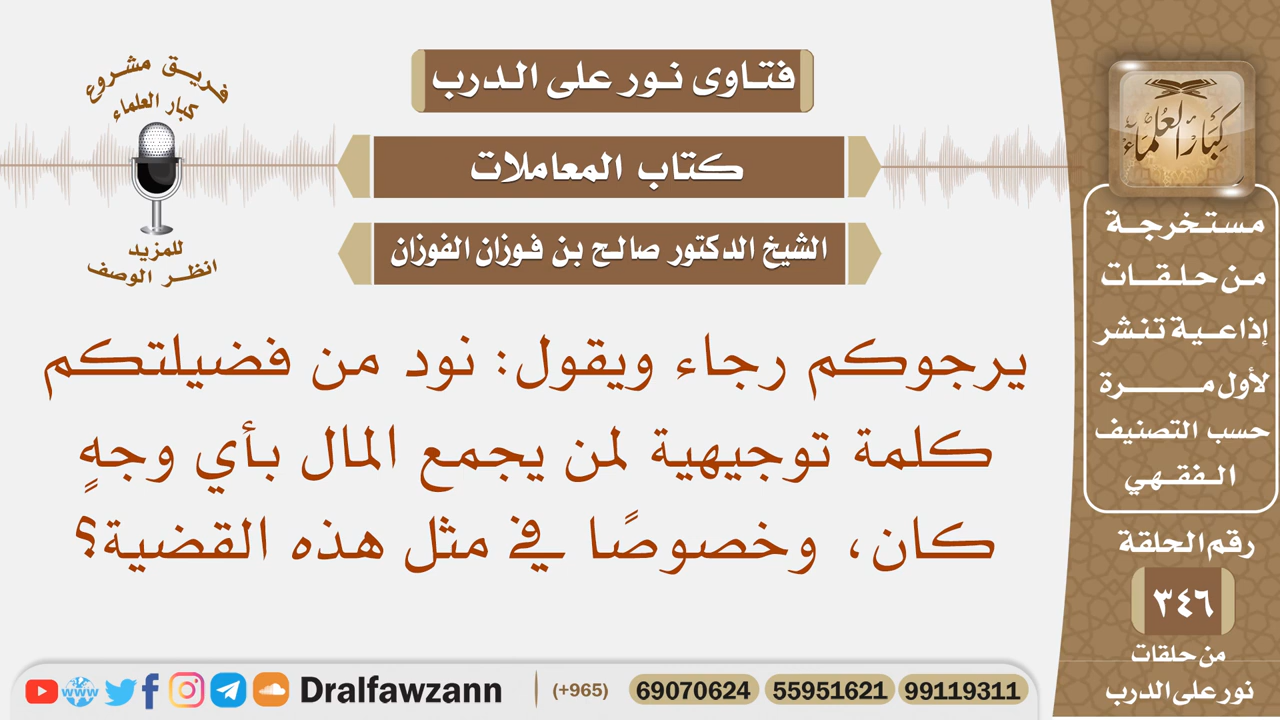 فتاوى نور على الدرب
كتاب المعاملات
الشيخ الدكتور صالح بن فوزان الفوزان
فريق مشروع
كبار العلماء
للمزيد
انظر الوصف
يرجوكم رجاء ويقول: نود من فضيلتكم
كلمة توجيهية لمن يجمع المال بأي وجهٍ
كان، وخصوصًا في مثل هذه القضية؟
كبار العلماء
مستخرجة
من حلقات
إذاعية تنشر
لأول مرة
حسب التصنيف
الفقهي
رقم الحلقة
٣٤٦
من حلقات
نور على الدرب
www Dralfawzann (+965) 69070624 55951621 99119311